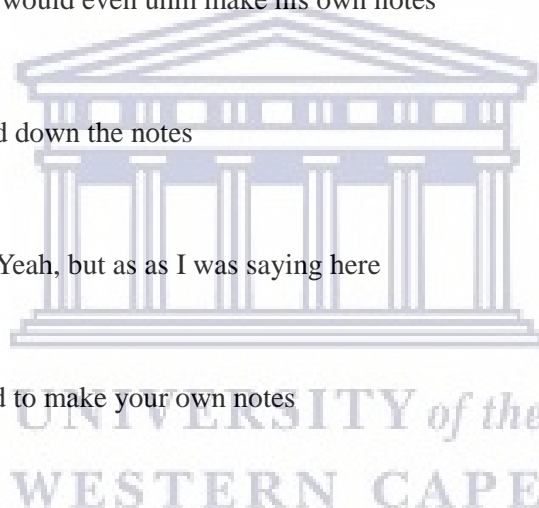 would even uhm make his own notes
d down the notes
Yeah, but as as I was saying here
d to make your own notes
UNIVERSITY of the
WESTERN CAPE